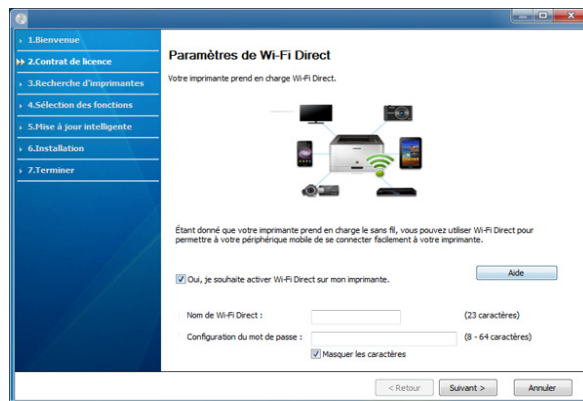 1.Bienvenue
2.Contrat de licence
3.Recherche d'imprimantes
4.Sélection des fonctions
5.Mise à jour intelligente
6.Installation
7.Terminer
Paramètres de Wi-Fi Direct
Votre imprimante prend en charge Wi-Fi Direct.
Étant donné que votre imprimante prend en charge le sans fil, vous pouvez utiliser Wi-Fi Direct pour
permettre à votre périphérique mobile de se connecter facilement à votre imprimante.
Oui, je souhaite activer Wi-Fi Direct sur mon imprimante.
Aide
Nom de Wi-Fi Direct :
(23 caractères)
Configuration du mot de passe :
(8 - 64 caractères)
Masquer les caractères
< Retour
Suivant >
Annuler